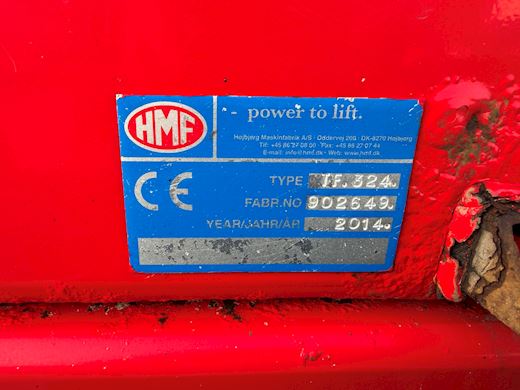 HMF
- power to lift.
Højbjerg Maskinfabrik A/S · Oddervej 200 · DK-8270 Højbjerg
Tlf: +45 86 27 08 00 · Fax: +45 86 27 07 44
E-mail: info@hmf.dk · Web: www.hmf.dk
CE
TYPE TF.324.
FABR.NO 902649.
YEAR/JAHR/ÅR 2014.